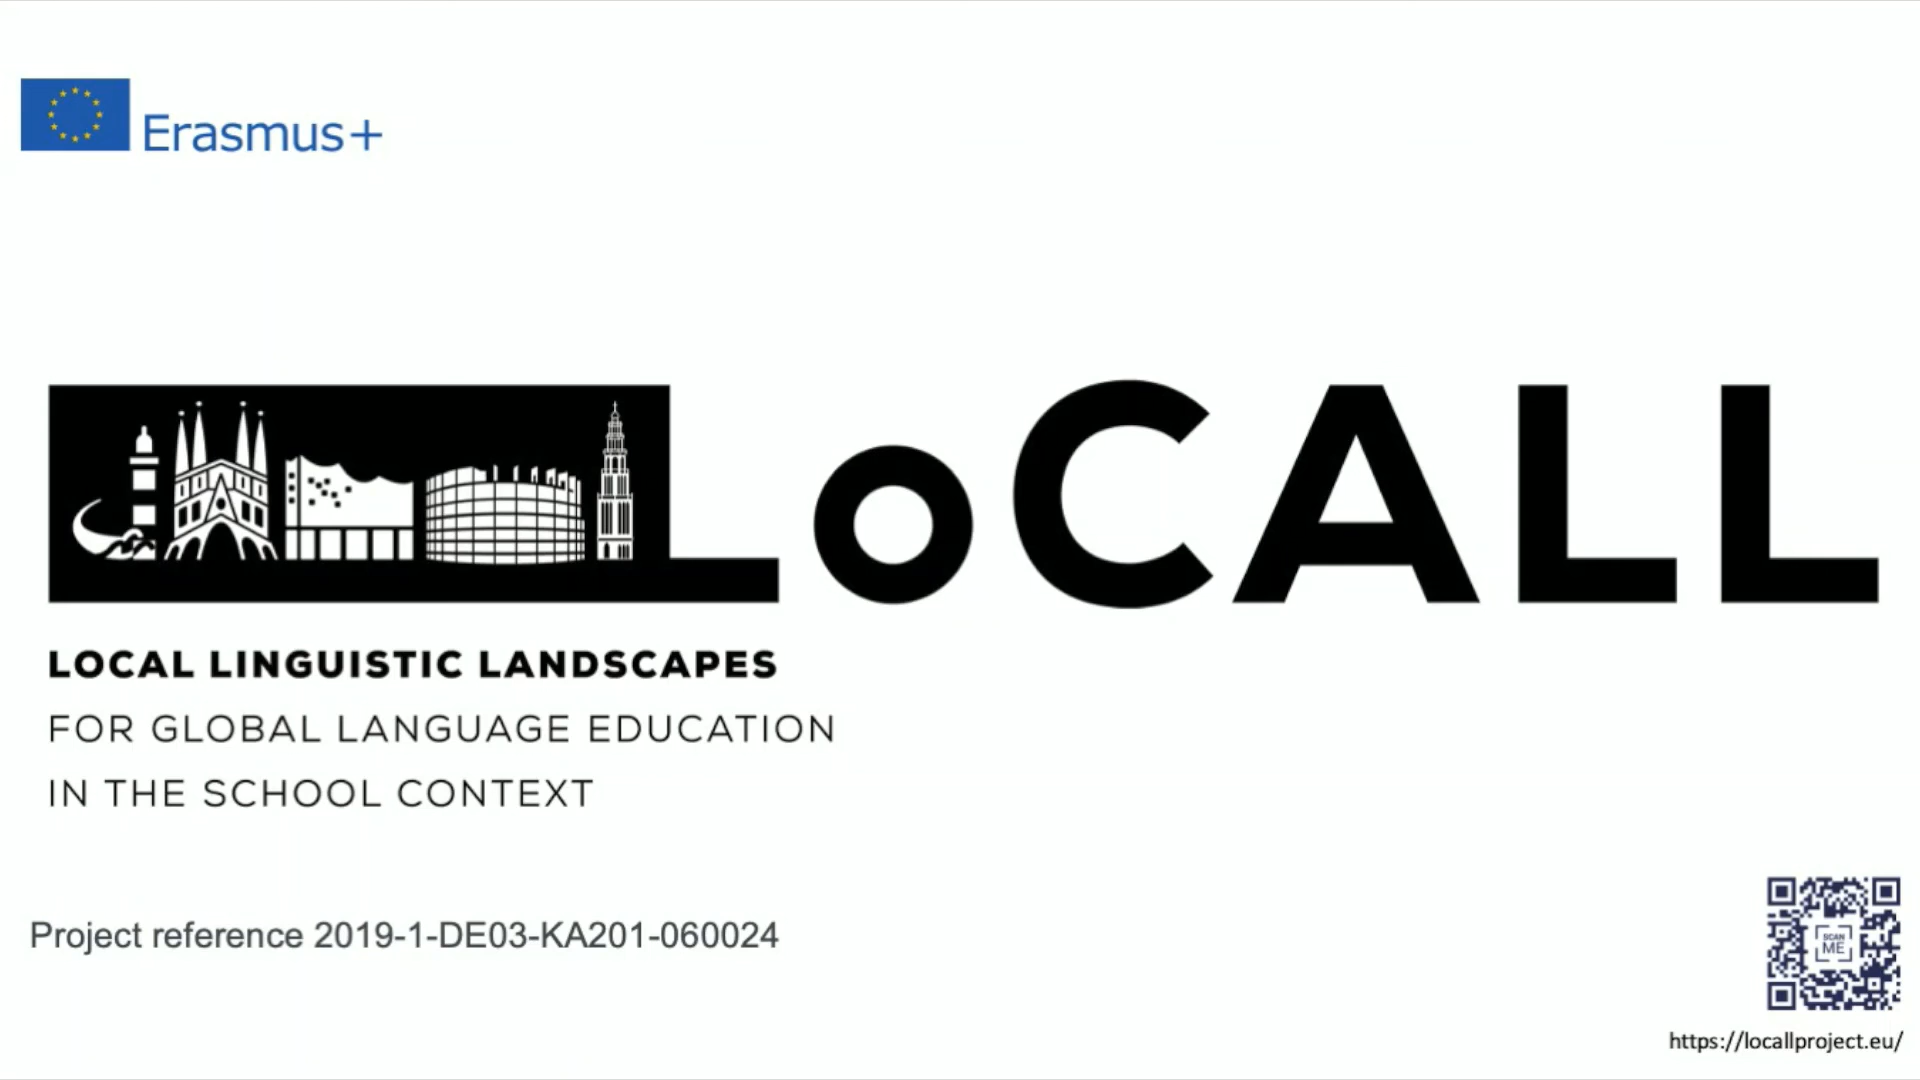 Erasmus+
LoCALL
LOCAL LINGUISTIC LANDSCAPES
FOR GLOBAL LANGUAGE EDUCATION
IN THE SCHOOL CONTEXT
Project reference 2019-1-DE03-KA201-060024
SCAN
ME
https://locallproject.eu/